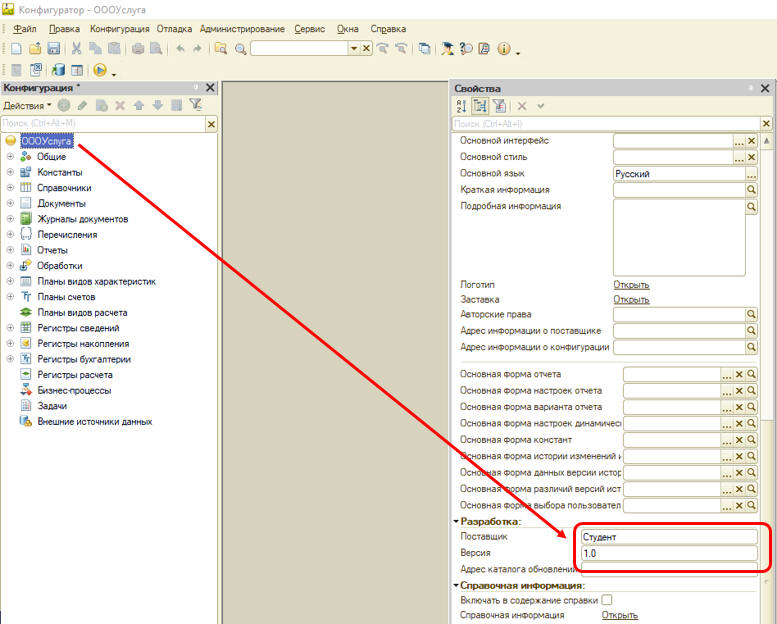 Конфигуратор - ОООУслуга
Файл Правка Конфигурация Отладка Администрирование Сервис Окна Справка
Конфигурация *
Действия
Поиск (Ctrl+Alt+M)
ОООУслуга
Общие
Константы
Справочники
Документы
Журналы документов
Перечисления
Отчеты
Обработки
Планы видов характеристик
Планы счетов
Планы видов расчета
Регистры сведений
Регистры накопления
Регистры бухгалтерии
Регистры расчета
Бизнес-процессы
Задачи
Внешние источники данных
Свойства
Поиск (Ctrl+Alt+I)
Основной интерфейс
Основной стиль
Основной язык Русский
Краткая информация
Подробная информация
Логотип Открыть
Заставка Открыть
Авторские права
Адрес информации о поставщике
Адрес информации о конфигурации
Основная форма отчета
Основная форма настроек отчета
Основная форма варианта отчета
Основная форма настроек динамичес
Основная форма констант
Основная форма истории изменений и
Основная форма данных версии истор
Основная форма различий версий ист
Основная форма выбора пользовател
Разработка:
Поставщик Студент
Версия 1.0
Адрес каталога обновлений
Справочная информация:
Включать в содержание справки
Справочная информация Открыть